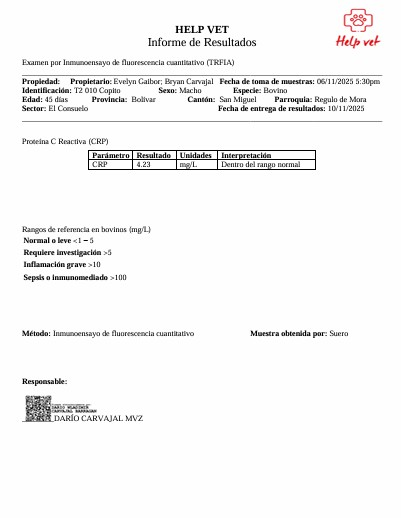 HELP VET
Informe de Resultados
Help vet
Examen por Inmunoensayo de fluorescencia cuantitativo (TRFIA)
Propiedad: Propietario: Evelyn Gaibor; Bryan Carvajal Fecha de toma de muestras: 06/11/2025 5:30pm
Identificación: T2 010 Copito Sexo: Macho Especie: Bovino
Edad: 45 días Provincia: Bolívar Cantón: San Miguel Parroquia: Regulo de Mora
Sector: El Consuelo Fecha de entrega de resultados: 10/11/2025
Proteína C Reactiva (CRP)
Parámetro Resultado Unidades Interpretación
CRP 4.23 mg/L Dentro del rango normal
Rangos de referencia en bovinos (mg/L)
Normal o leve <1 – 5
Requiere investigación >5
Inflamación grave >10
Sepsis o inmunomediado >100
Método: Inmunoensayo de fluorescencia cuantitativo Muestra obtenida por: Suero
Responsable:
DARIO WLADIMIR
CARVAJAL
DARÍO CARVAJAL MVZ